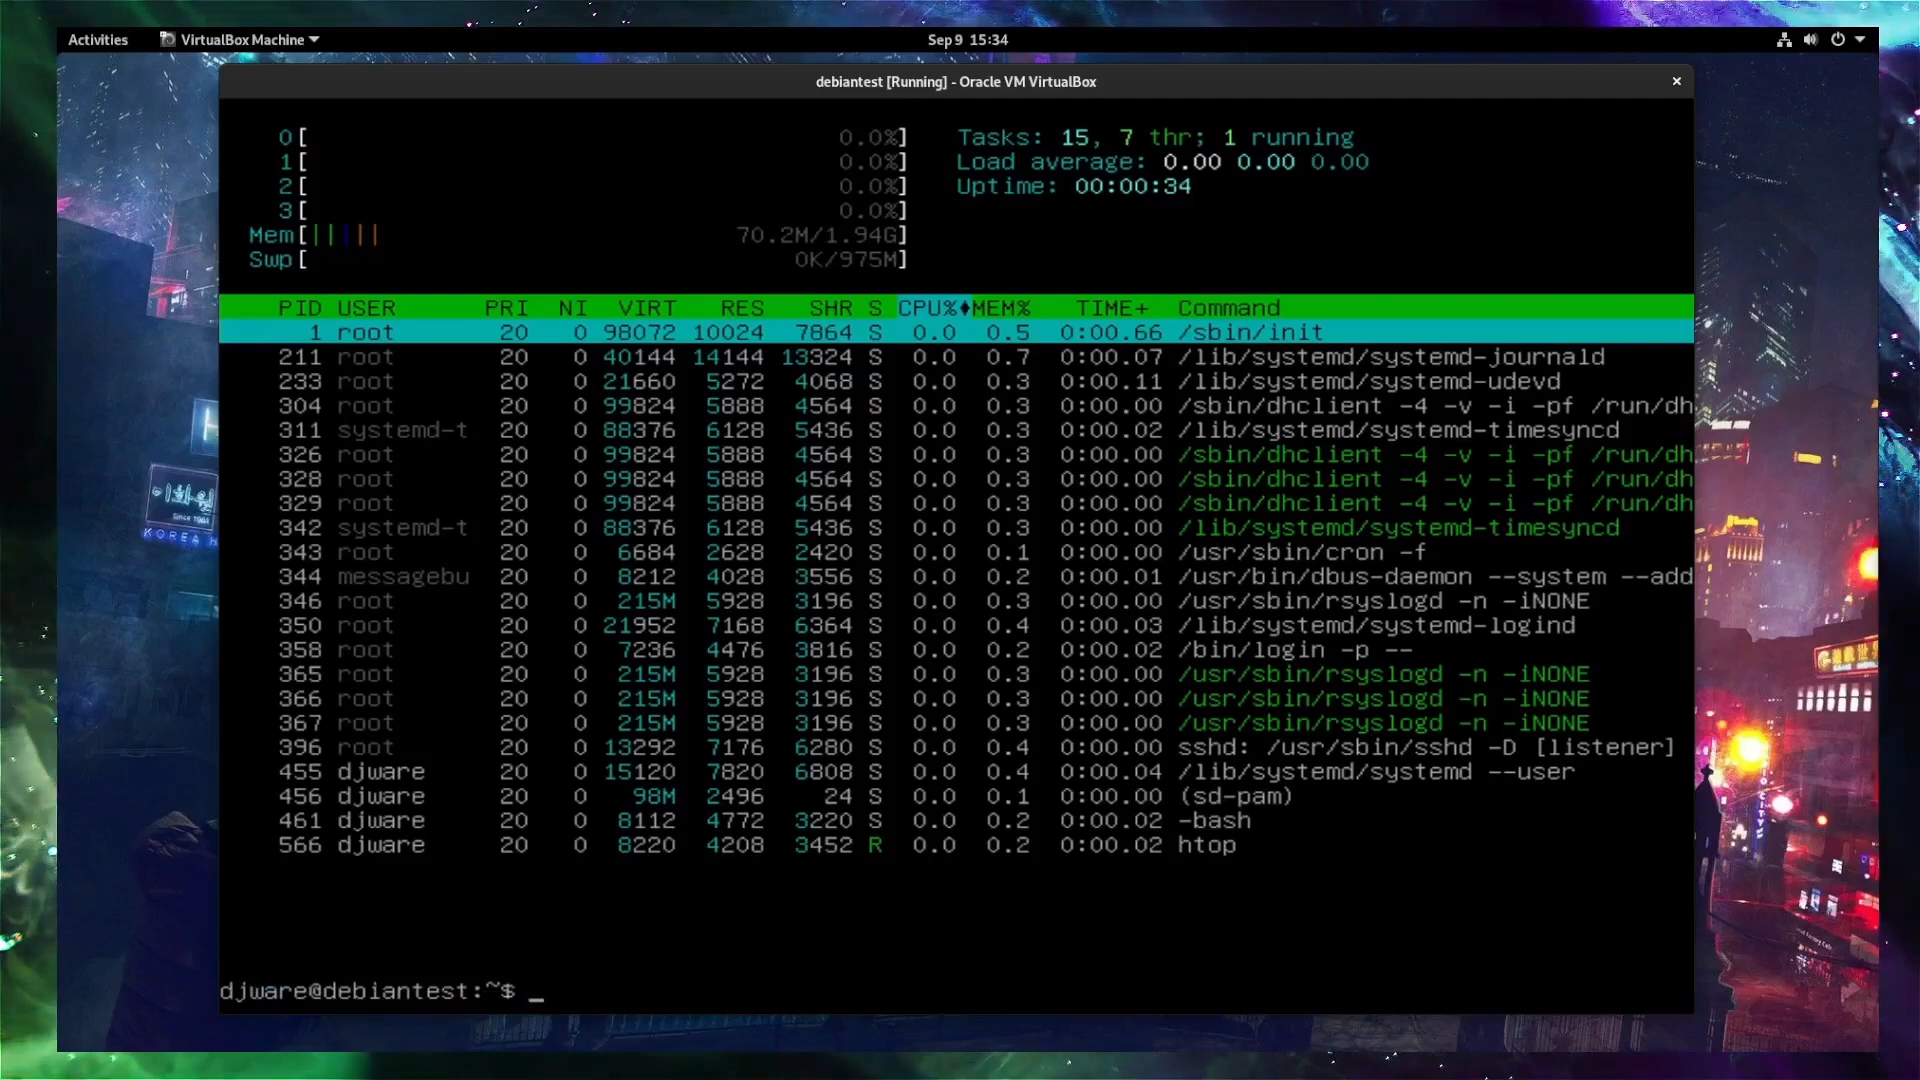 Activities VirtualBox Machine Sep 9 15:34
debiantest [Running] - Oracle VM VirtualBox
0[ 0.0%] Tasks: 15, 7 thr; 1 running
1[ 0.0%] Load average: 0.00 0.00 0.00
2[ 0.0%] Uptime: 00:00:34
3[ 0.0%]
Mem[||||| 70.2M/1.94G]
Swp[ 0K/975M]
PID USER PRI NI VIRT RES SHR S CPU%♦MEM% TIME+ Command
1 root 20 0 98072 10024 7864 S 0.0 0.5 0:00.66 /sbin/init
211 root 20 0 40144 14144 13324 S 0.0 0.7 0:00.07 /lib/systemd/systemd-journald
233 root 20 0 21660 5272 4068 S 0.0 0.3 0:00.11 /lib/systemd/systemd-udevd
304 root 20 0 99824 5888 4564 S 0.0 0.3 0:00.00 /sbin/dhclient -4 -v -i -pf /run/dh
311 systemd-t 20 0 88376 6128 5436 S 0.0 0.3 0:00.02 /lib/systemd/systemd-timesyncd
326 root 20 0 99824 5888 4564 S 0.0 0.3 0:00.00 /sbin/dhclient -4 -v -i -pf /run/dh
328 root 20 0 99824 5888 4564 S 0.0 0.3 0:00.00 /sbin/dhclient -4 -v -i -pf /run/dh
329 root 20 0 99824 5888 4564 S 0.0 0.3 0:00.00 /sbin/dhclient -4 -v -i -pf /run/dh
342 systemd-t 20 0 88376 6128 5436 S 0.0 0.3 0:00.00 /lib/systemd/systemd-timesyncd
343 root 20 0 6684 2628 2420 S 0.0 0.1 0:00.00 /usr/sbin/cron -f
344 messagebu 20 0 8212 4028 3556 S 0.0 0.2 0:00.01 /usr/bin/dbus-daemon --system --add
346 root 20 0 215M 5928 3196 S 0.0 0.3 0:00.00 /usr/sbin/rsyslogd -n -iNONE
350 root 20 0 21952 7168 6364 S 0.0 0.4 0:00.03 /lib/systemd/systemd-logind
358 root 20 0 7236 4476 3816 S 0.0 0.2 0:00.02 /bin/login -p --
365 root 20 0 215M 5928 3196 S 0.0 0.3 0:00.00 /usr/sbin/rsyslogd -n -iNONE
366 root 20 0 215M 5928 3196 S 0.0 0.3 0:00.00 /usr/sbin/rsyslogd -n -iNONE
367 root 20 0 215M 5928 3196 S 0.0 0.3 0:00.00 /usr/sbin/rsyslogd -n -iNONE
396 root 20 0 13292 7176 6280 S 0.0 0.4 0:00.00 sshd: /usr/sbin/sshd -D [listener]
455 djware 20 0 15120 7820 6808 S 0.0 0.4 0:00.04 /lib/systemd/systemd --user
456 djware 20 0 98M 2496 24 S 0.0 0.1 0:00.00 (sd-pam)
461 djware 20 0 8112 4772 3220 S 0.0 0.2 0:00.02 -bash
566 djware 20 0 8220 4208 3452 R 0.0 0.2 0:00.02 htop
djware@debiantest:~$ _
Since 1984
KOREA